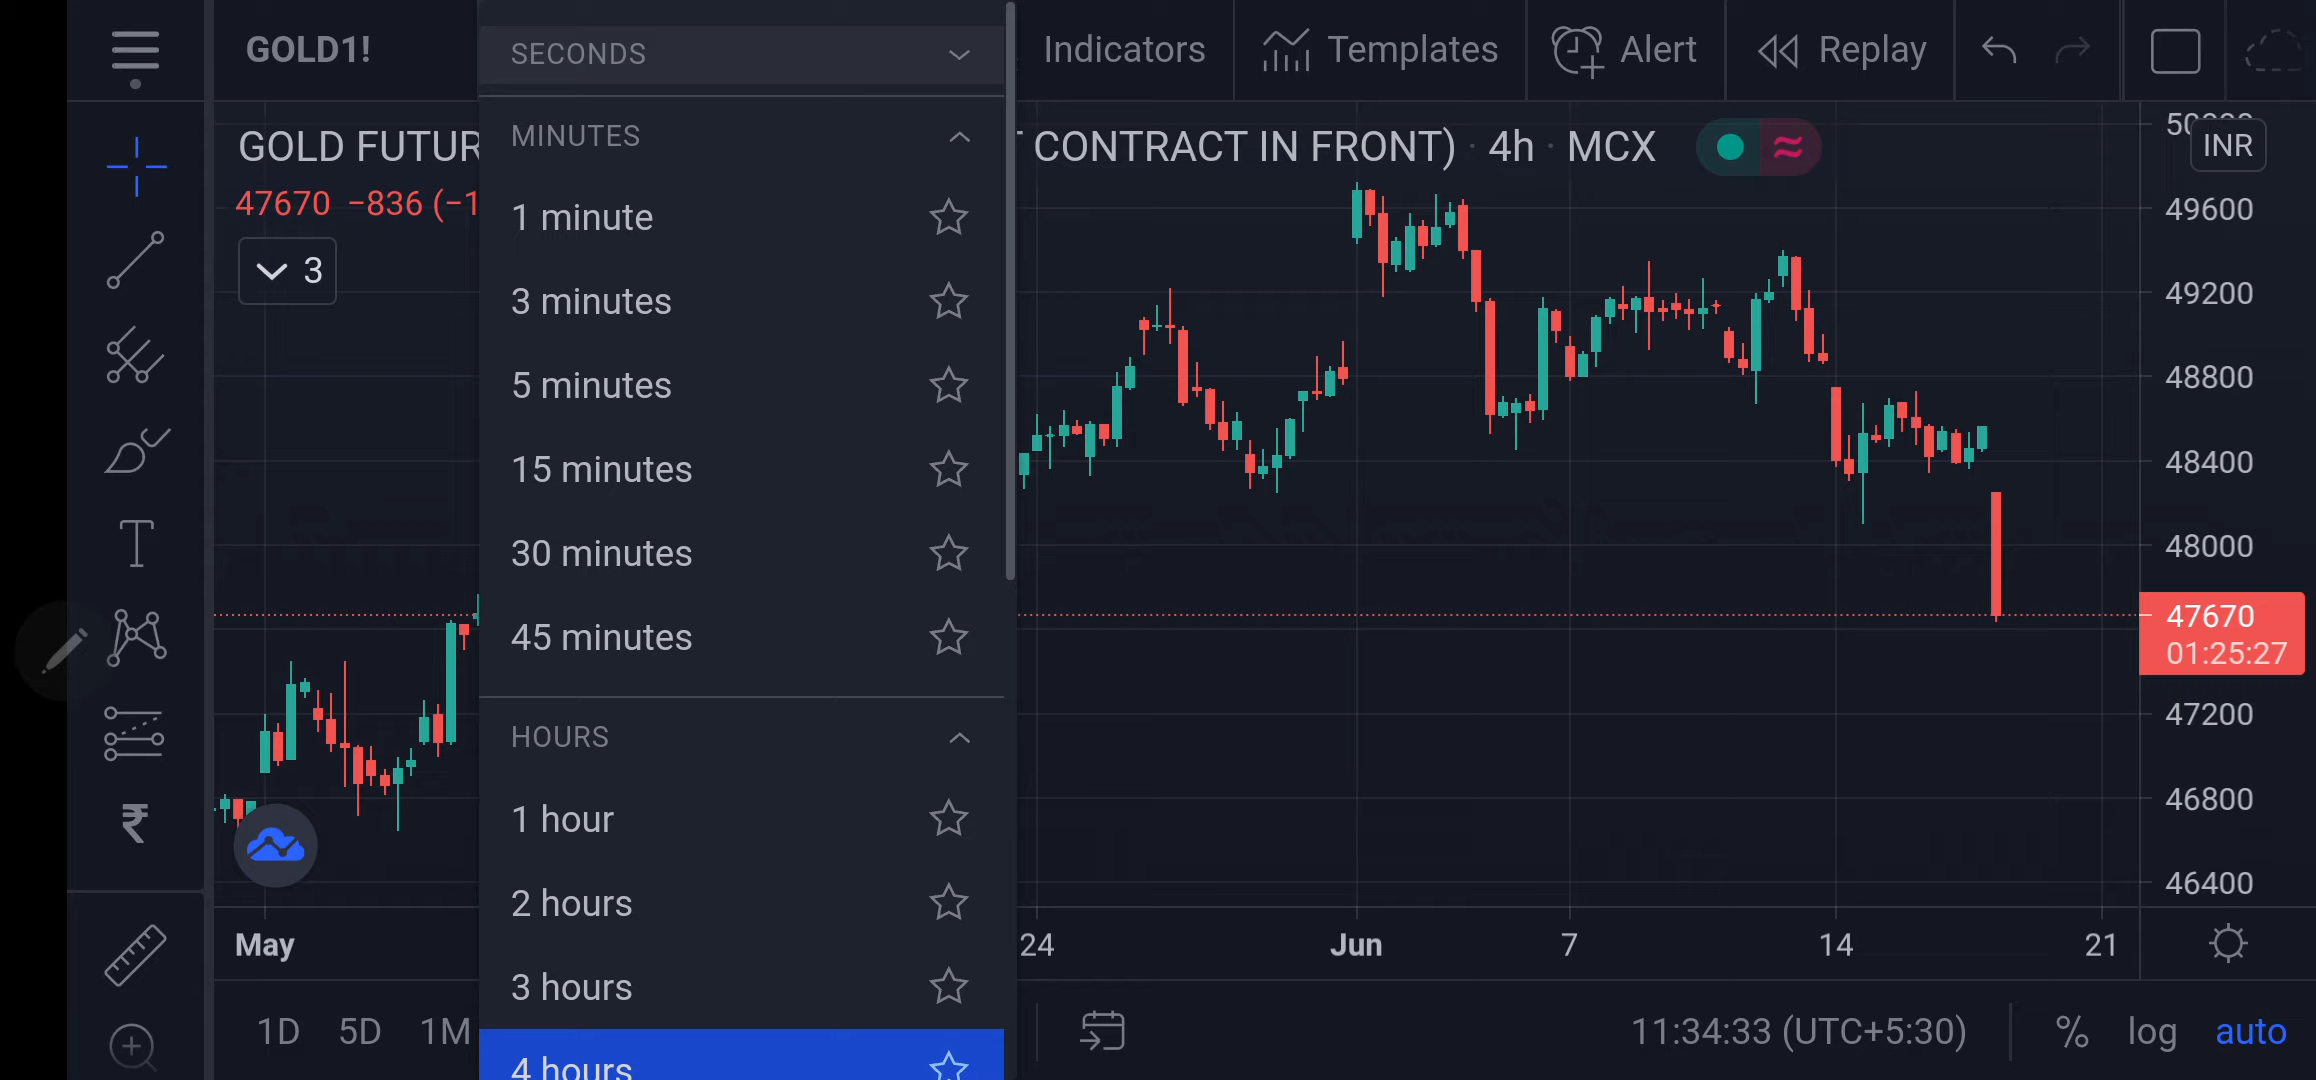 GOLD1!
SECONDS
Indicators
Templates
Alert
Replay
MINUTES
GOLD FUTUR
CONTRACT IN FRONT) · 4h · MCX
INR
47670 −836 (−1
3
1 minute
3 minutes
5 minutes
15 minutes
30 minutes
45 minutes
HOURS
1 hour
2 hours
3 hours
4 hours
49600
49200
48800
48400
48000
47670
01:25:27
47200
46800
46400
₹
May
24
Jun
7
14
21
1D 5D 1M
11:34:33 (UTC+5:30)
% log auto